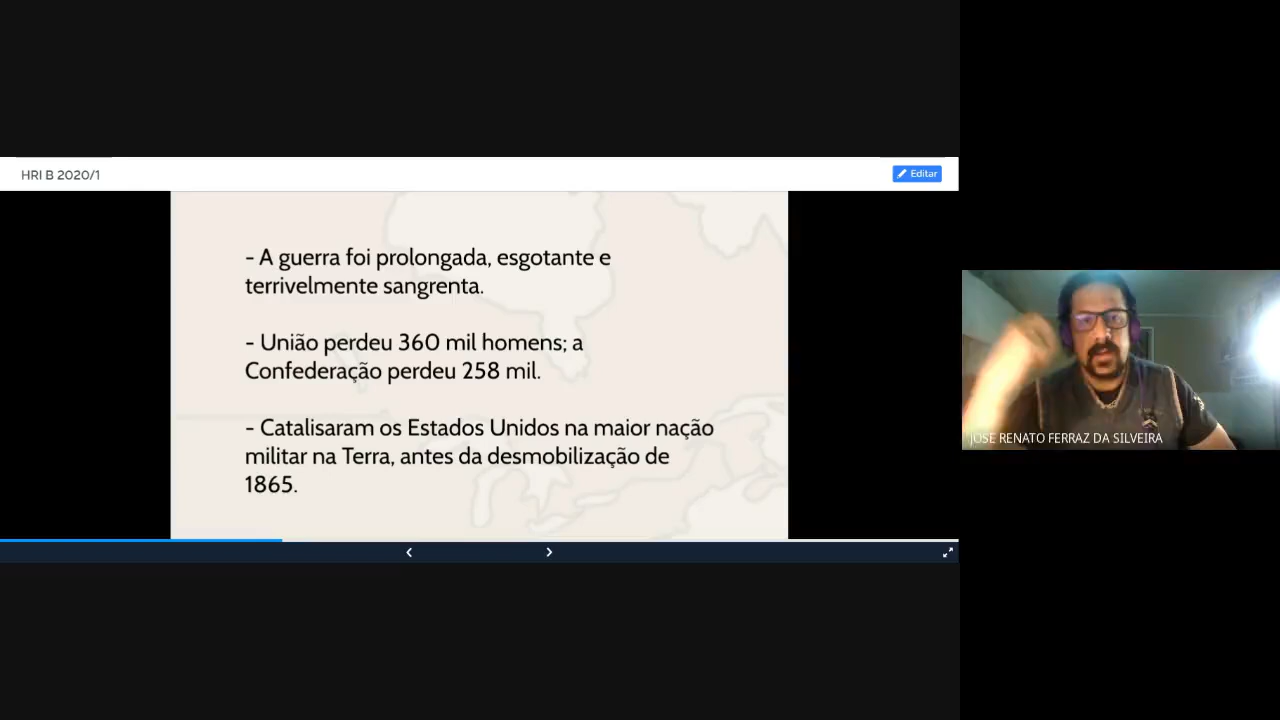 HRI B 2020/1
Editar
- A guerra foi prolongada, esgotante e
terrivelmente sangrenta.
- União perdeu 360 mil homens; a
Confederação perdeu 258 mil.
- Catalisaram os Estados Unidos na maior nação
militar na Terra, antes da desmobilização de
1865.
JOSE RENATO FERRAZ DA SILVEIRA